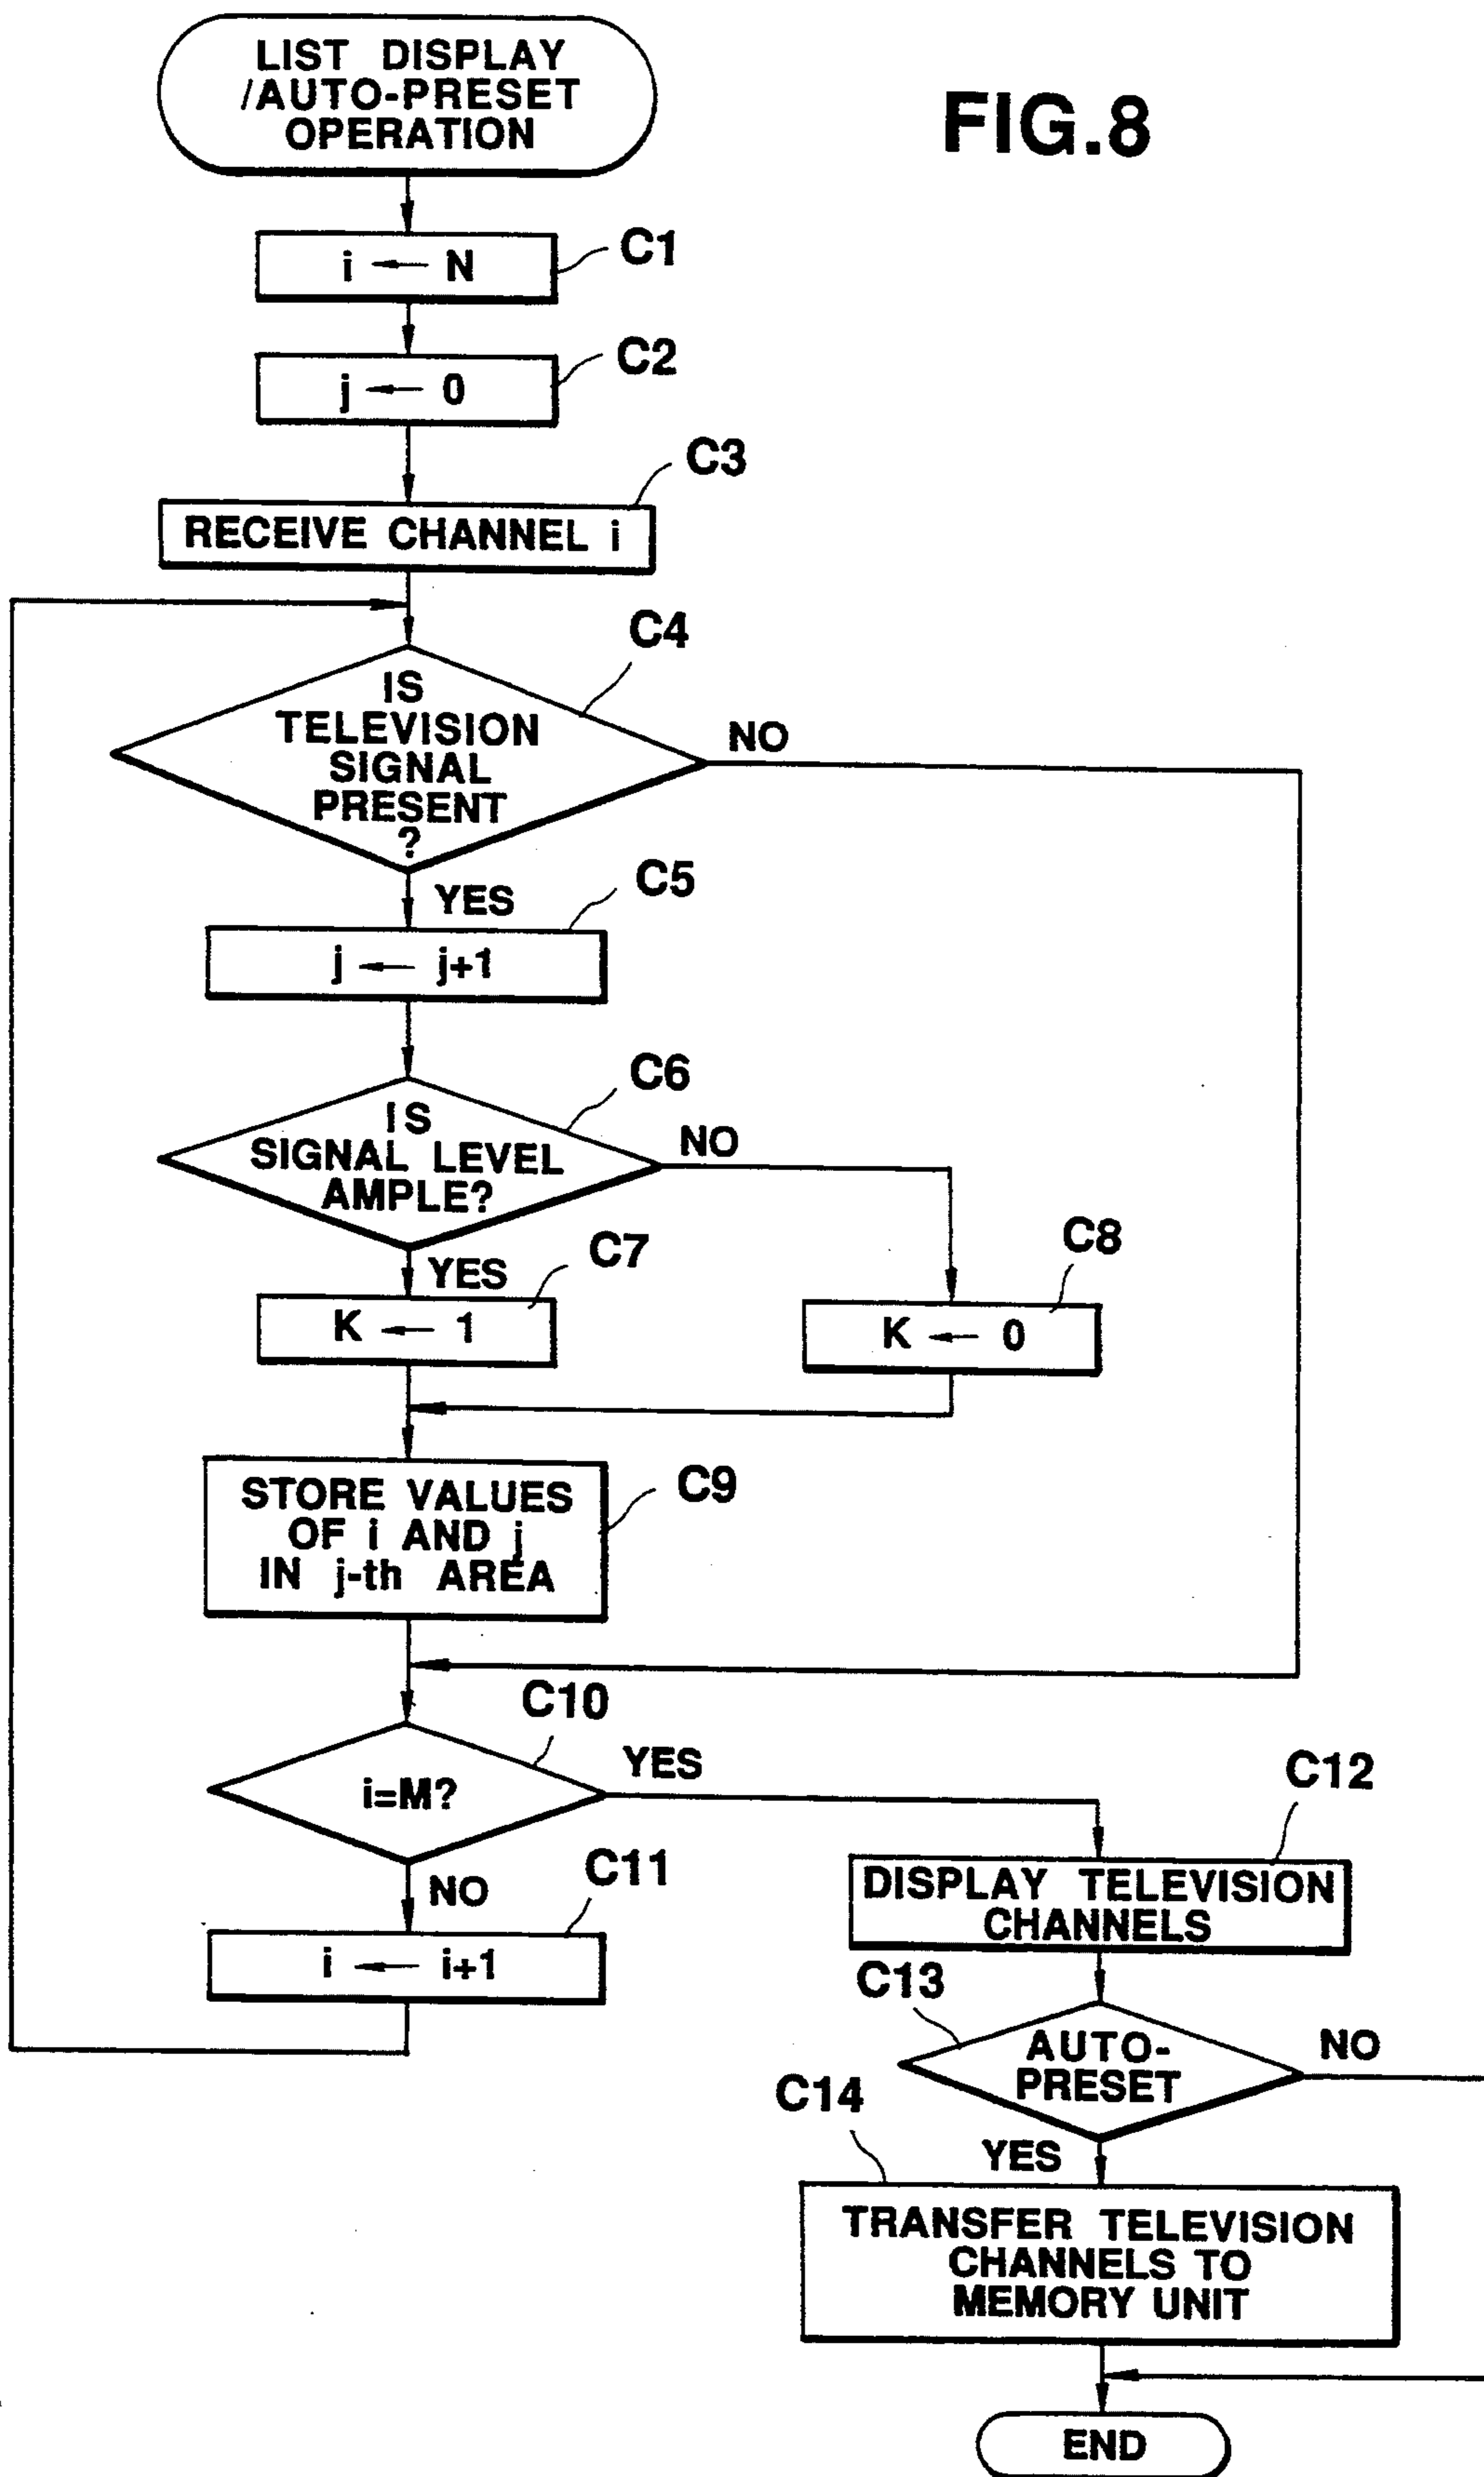 LIST DISPLAY
/AUTO-PRESET
OPERATION
FIG.8
i ← N
C1
j ← 0
C2
C3
RECEIVE CHANNEL i
C4
IS
TELEVISION
SIGNAL
PRESENT
?
NO
YES
C5
j ← j+1
C6
IS
SIGNAL LEVEL
AMPLE?
NO
YES
C7
K ← 1
C8
K ← 0
C9
STORE VALUES
OF i AND j
IN j-th AREA
C10
i=M?
YES
NO
C11
i ← i+1
C12
DISPLAY TELEVISION
CHANNELS
C13
AUTO-
PRESET
NO
YES
C14
TRANSFER TELEVISION
CHANNELS TO
MEMORY UNIT
END